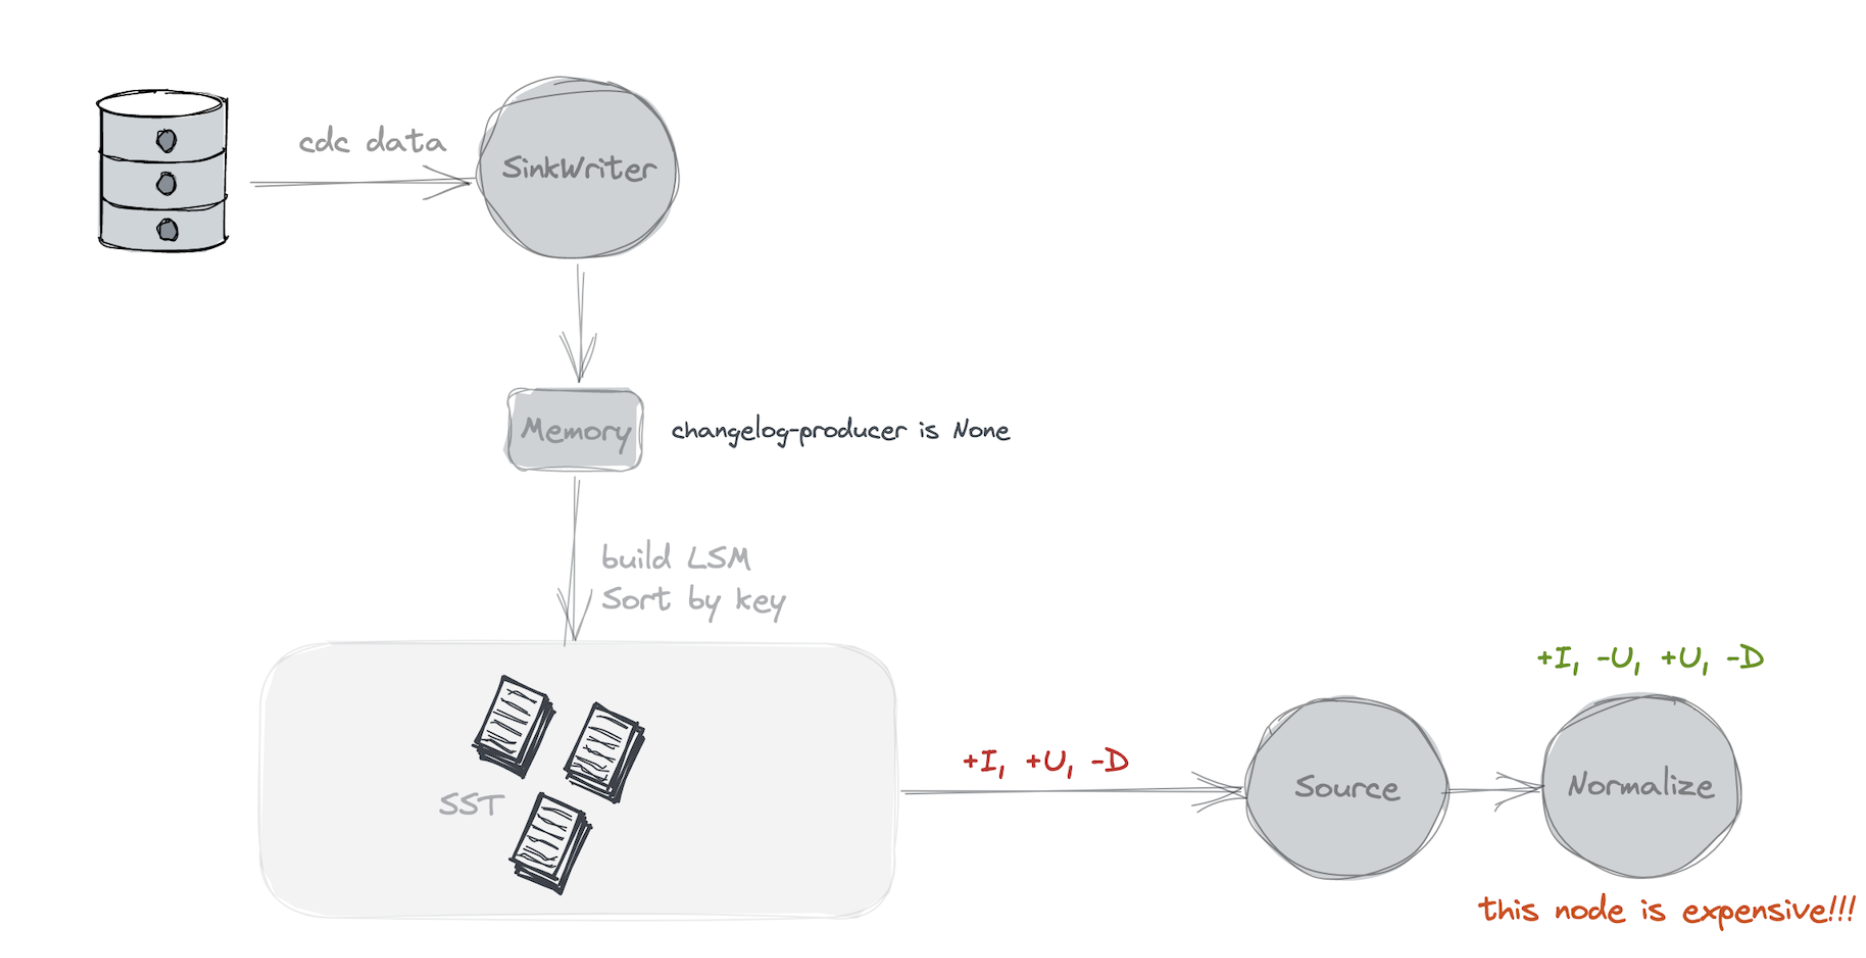 cdc data
SinkWriter
Memory
changelog-producer is None
build LSM
Sort by key
SST
+I, +U, -D
Source
+I, -U, +U, -D
Normalize
this node is expensive!!!